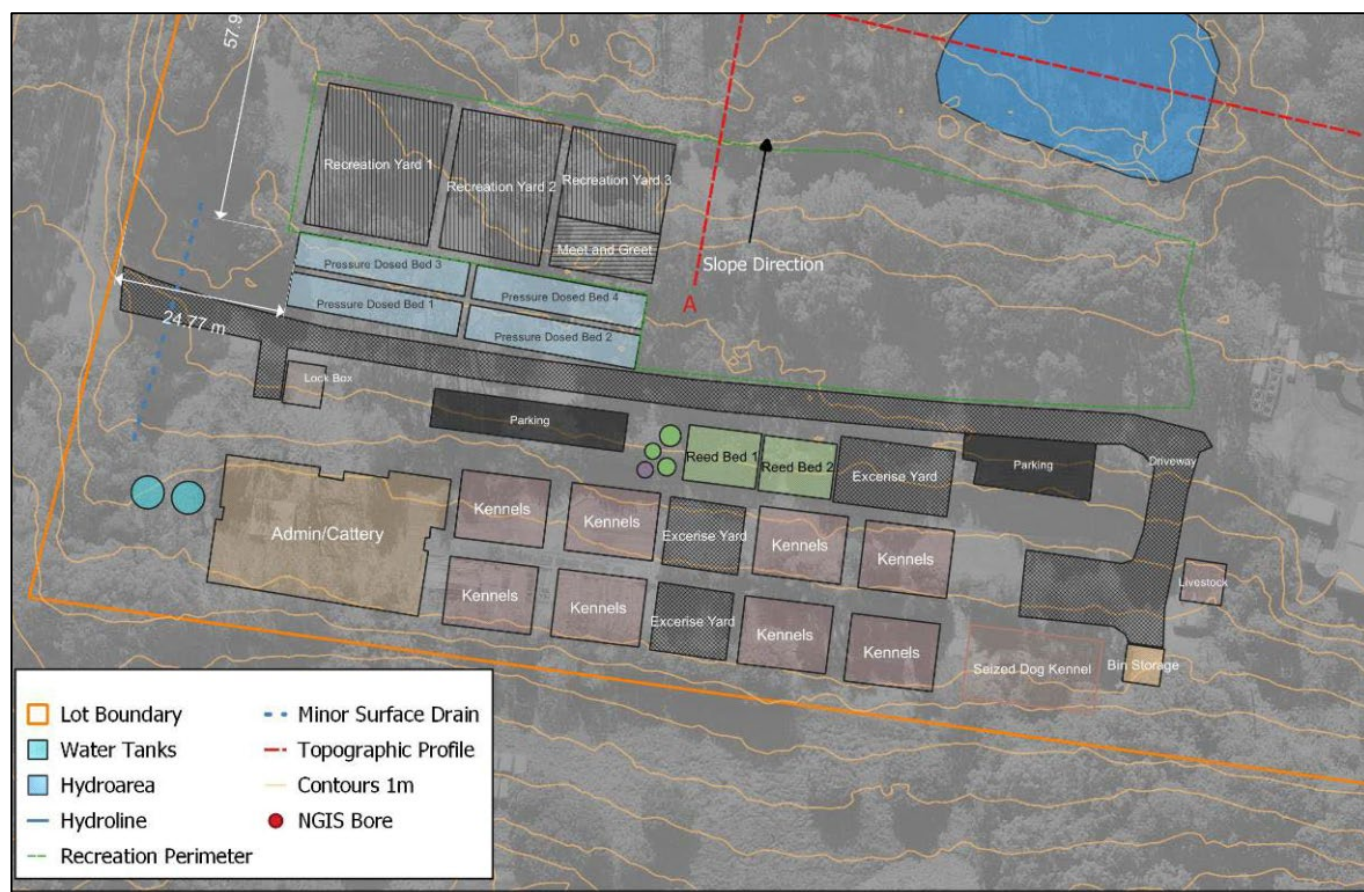 57.9
Recreation Yard 1
Recreation Yard 2
Recreation Yard 3
Meet and Greet
Slope Direction
A
Pressure Dosed Bed 3
Pressure Dosed Bed 4
Pressure Dosed Bed 1
Pressure Dosed Bed 2
24.77 m
Lock Box
Parking
Reed Bed 1
Reed Bed 2
Excerise Yard
Parking
Driveway
Admin/Cattery
Kennels
Kennels
Excerise Yard
Kennels
Kennels
Kennels
Kennels
Excerise Yard
Kennels
Kennels
Livestock
Seized Dog Kennel
Bin Storage
Lot Boundary
Water Tanks
Hydroarea
Hydroline
Recreation Perimeter
Minor Surface Drain
Topographic Profile
Contours 1m
NGIS Bore